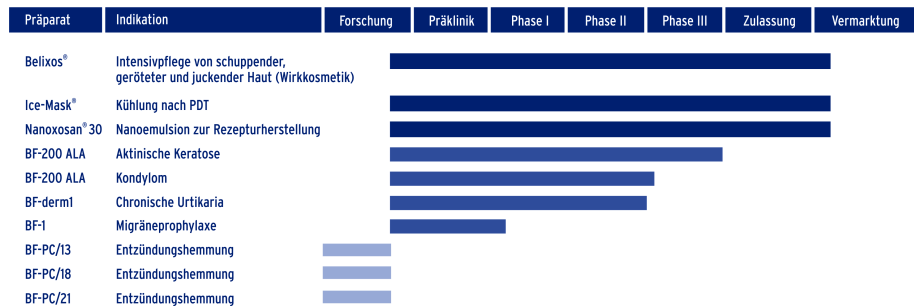 Präparat Indikation Forschung Präklinik Phase I Phase II Phase III Zulassung Vermarktung
Belixos® Intensivpflege von schuppender,
geröteter und juckender Haut (Wirkkosmetik)
Ice-Mask® Kühlung nach PDT
Nanoxosan® 30 Nanoemulsion zur Rezepturherstellung
BF-200 ALA Aktinische Keratose
BF-200 ALA Kondylom
BF-derm1 Chronische Urtikaria
BF-1 Migräneprophylaxe
BF-PC/13 Entzündungshemmung
BF-PC/18 Entzündungshemmung
BF-PC/21 Entzündungshemmung